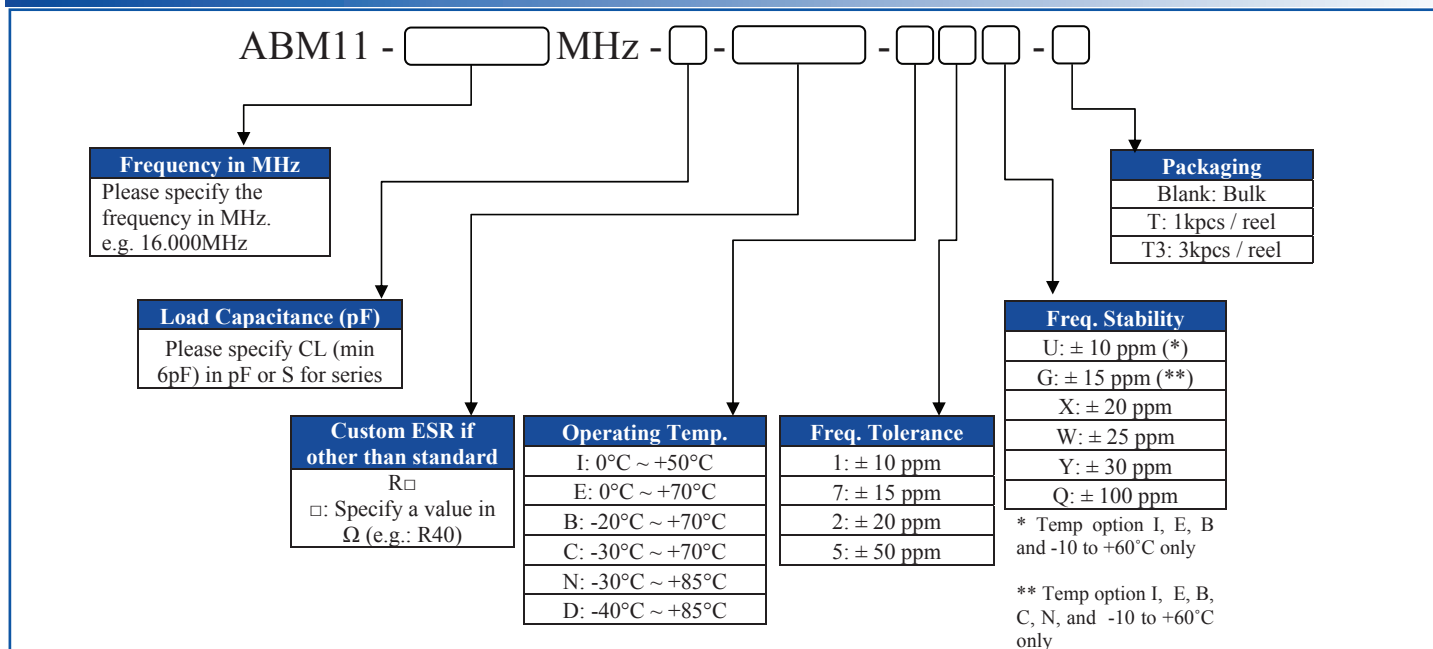 ABM11 - MHz - - - -
Frequency in MHz
Please specify the
frequency in MHz.
e.g. 16.000MHz
Packaging
Blank: Bulk
T: 1kpcs / reel
T3: 3kpcs / reel
Load Capacitance (pF)
Please specify CL (min
6pF) in pF or S for series
Custom ESR if
other than standard
R□
□: Specify a value in
Ω (e.g.: R40)
Operating Temp.
I: 0°C ~ +50°C
E: 0°C ~ +70°C
B: -20°C ~ +70°C
C: -30°C ~ +70°C
N: -30°C ~ +85°C
D: -40°C ~ +85°C
Freq. Tolerance
1: ± 10 ppm
7: ± 15 ppm
2: ± 20 ppm
5: ± 50 ppm
Freq. Stability
U: ± 10 ppm (*)
G: ± 15 ppm (**)
X: ± 20 ppm
W: ± 25 ppm
Y: ± 30 ppm
Q: ± 100 ppm
* Temp option I, E, B
and -10 to +60˚C only
** Temp option I, E, B,
C, N, and -10 to +60˚C
only